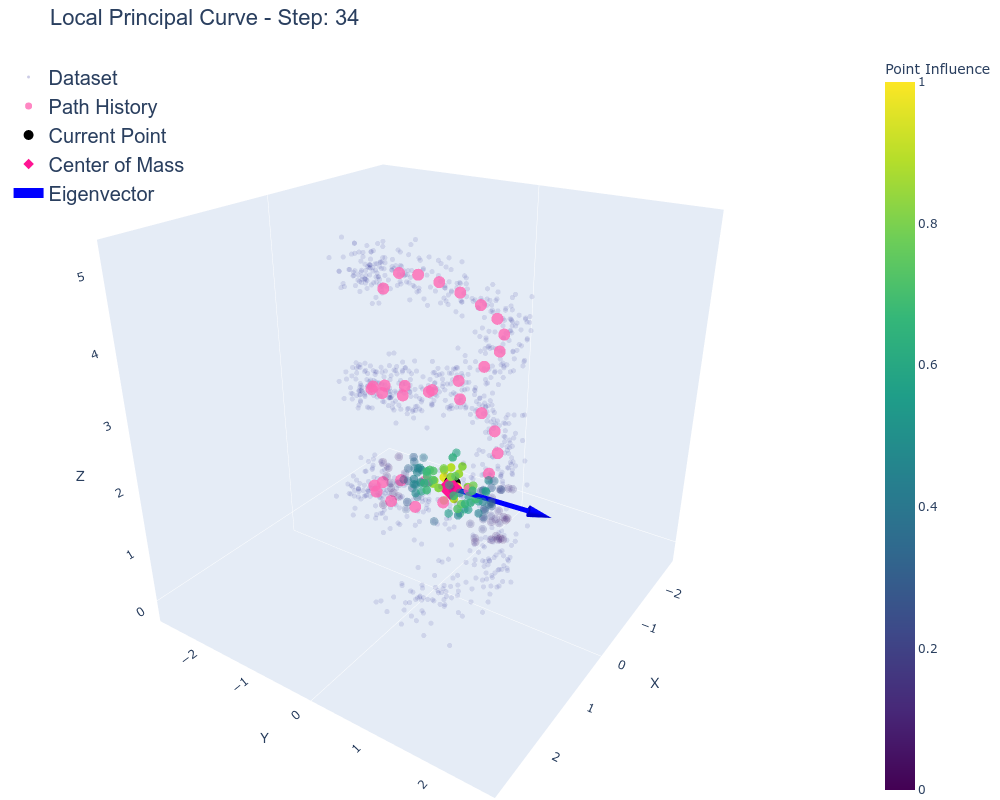 Local Principal Curve - Step: 34
Dataset
Path History
Current Point
Center of Mass
Eigenvector
Point Influence
1
0.8
0.6
0.4
0.2
0
5
4
3
2
1
0
Z
−2
−1
0
1
2
Y
−2
−1
0
1
2
X